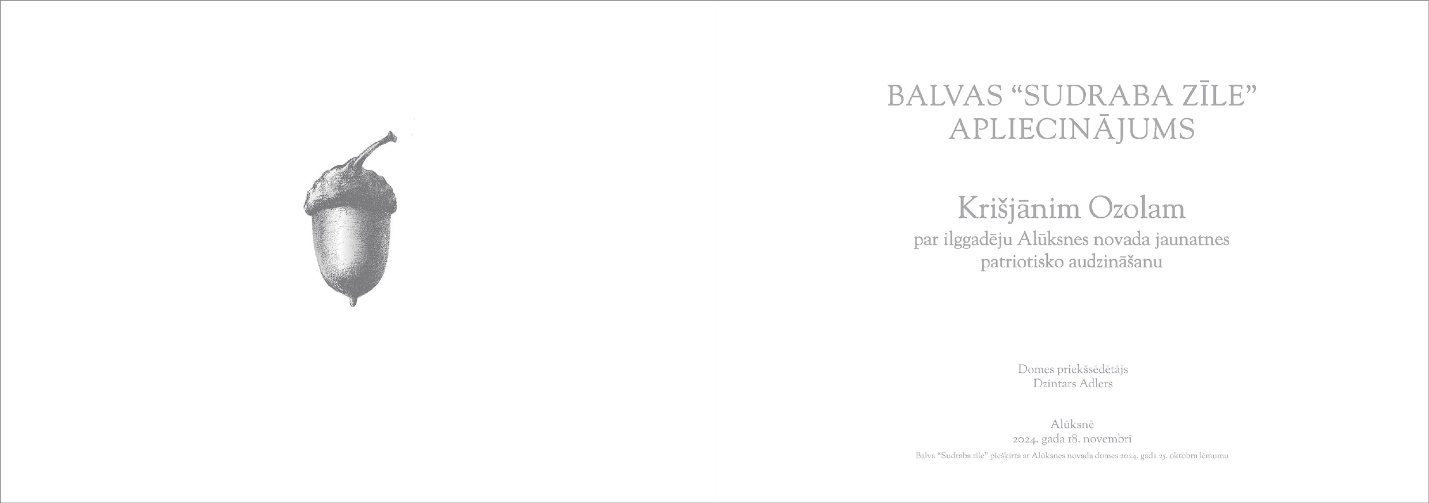 BALVAS “SUDRABA ZĪLE”
APLIECINĀJUMS
Krišjānim Ozolam
par ilggadēju Alūksnes novada jaunatnes
patriotisko audzināšanu
Domes priekšsēdētājs
Dzintars Adlers
Alūksnē
2024. gada 18. novembrī
Balva “Sudraba zīle” piešķirta ar Alūksnes novada domes 2024. gada 23. oktobra lēmumu